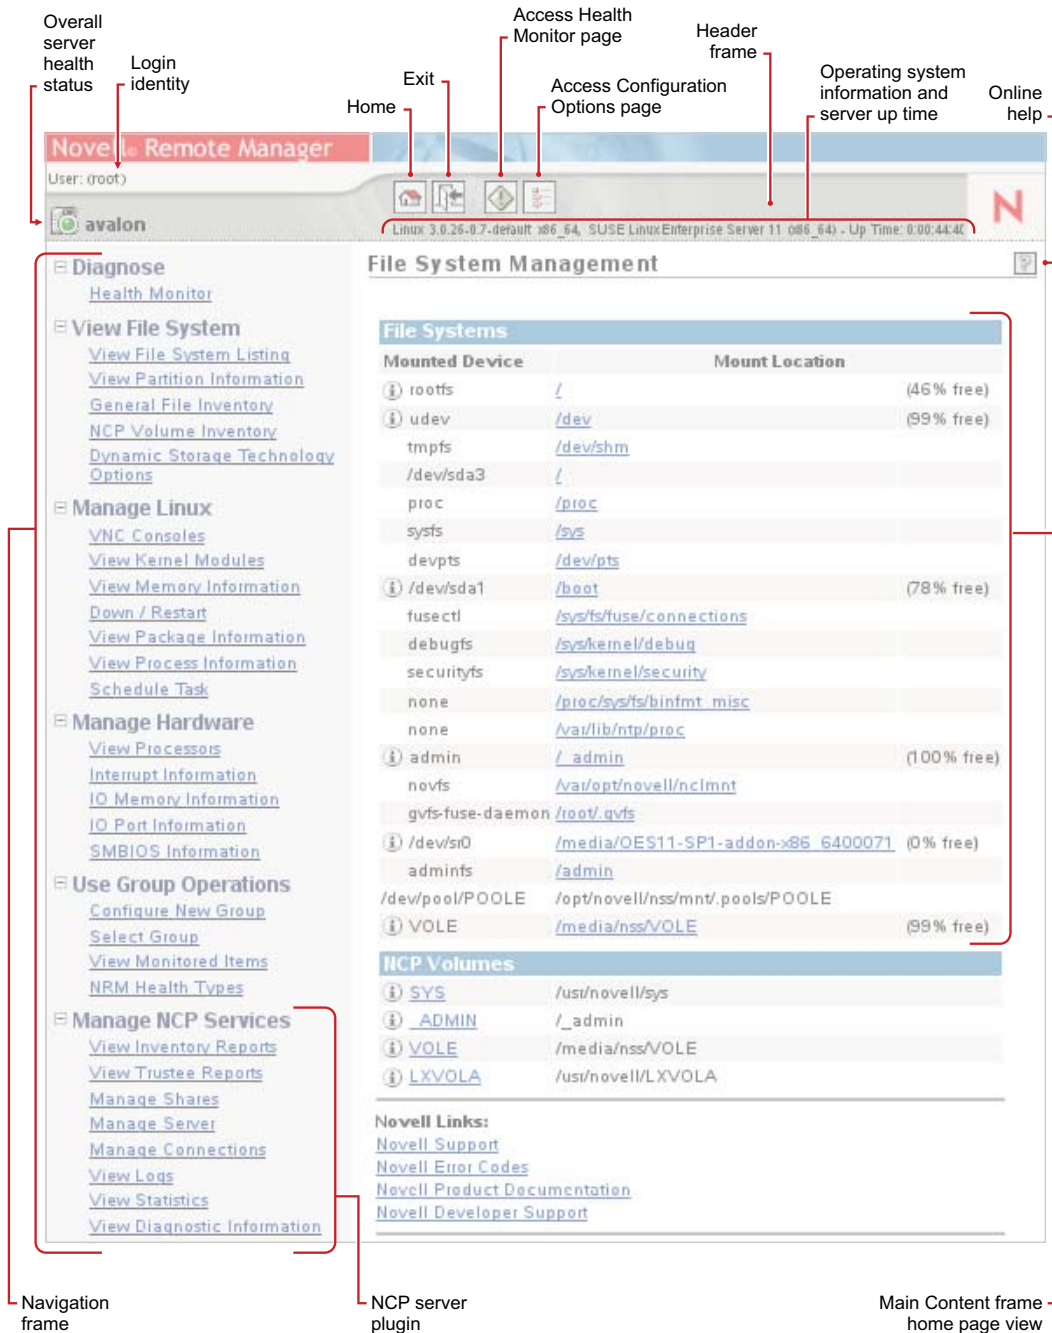 Overall
server
health
status
Login
identity
Home
Exit
Access Health
Monitor page
Access Configuration
Options page
Header
frame
Operating system
information and
server up time
Online
help
Novell® Remote Manager
User: (root)
avalon
Linux 3.0.26-0.7-default x86_64, SUSE Linux Enterprise Server 11 (x86_64) - Up Time: 0:00:44:40
N
Diagnose
Health Monitor
View File System
View File System Listing
View Partition Information
General File Inventory
NCP Volume Inventory
Dynamic Storage Technology
Options
Manage Linux
VNC Consoles
View Kernel Modules
View Memory Information
Down / Restart
View Package Information
View Process Information
Schedule Task
Manage Hardware
View Processors
Interrupt Information
IO Memory Information
IO Port Information
SMBIOS Information
Use Group Operations
Configure New Group
Select Group
View Monitored Items
NRM Health Types
Manage NCP Services
View Inventory Reports
View Trustee Reports
Manage Shares
Manage Server
Manage Connections
View Logs
View Statistics
View Diagnostic Information
File System Management
?
File Systems
Mounted Device Mount Location
i rootfs / (46% free)
i udev /dev (99% free)
tmpfs /dev/shm
/dev/sda3 /
proc /proc
sysfs /sys
devpts /dev/pts
i /dev/sda1 /boot (78% free)
fusectl /sys/fs/fuse/connections
debugfs /sys/kernel/debug
securityfs /sys/kernel/security
none /proc/sys/fs/binfmt_misc
none /var/lib/ntp/proc
i admin /_admin (100% free)
novfs /var/opt/novell/nclmnt
gvfs-fuse-daemon /root/.gvfs
i /dev/sr0 /media/OES11-SP1-addon-x86_6400071 (0% free)
adminfs /admin
/dev/pool/POOLE /opt/novell/nss/mnt/.pools/POOLE
i VOLE /media/nss/VOLE (99% free)
NCP Volumes
i SYS /usr/novell/sys
i _ADMIN /_admin
i VOLE /media/nss/VOLE
i LXVOLA /usr/novell/LXVOLA
Novell Links:
Novell Support
Novell Error Codes
Novell Product Documentation
Novell Developer Support
Navigation
frame
NCP server
plugin
Main Content frame
home page view